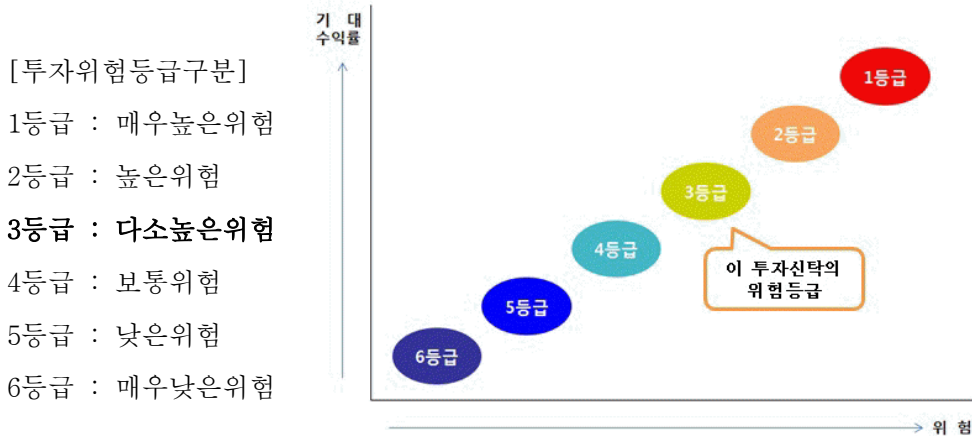 [투자위험등급구분]
1등급 : 매우높은위험
2등급 : 높은위험
3등급 : 다소높은위험
4등급 : 보통위험
5등급 : 낮은위험
6등급 : 매우낮은위험
기 대
수익률
1등급
2등급
3등급
4등급
5등급
6등급
이 투자신탁의
위험등급
위 험